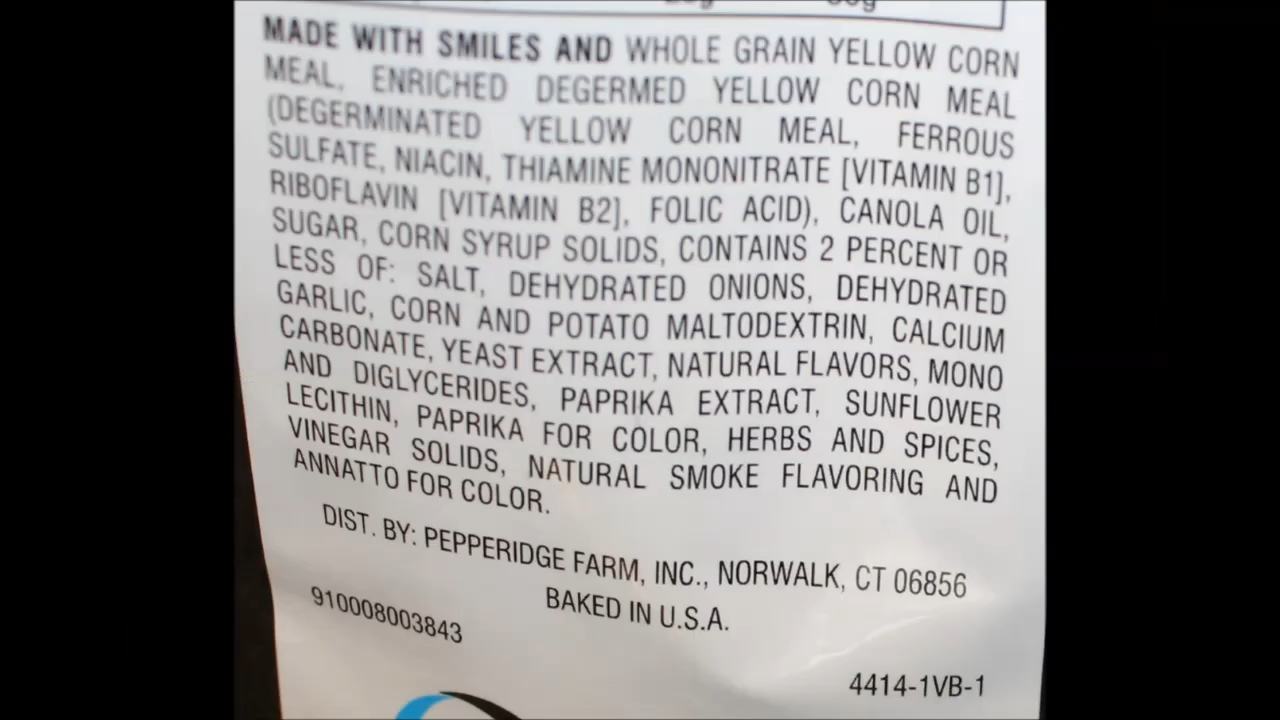 MADE WITH SMILES AND WHOLE GRAIN YELLOW CORN
MEAL, ENRICHED DEGERMED YELLOW CORN MEAL
(DEGERMINATED YELLOW CORN MEAL, FERROUS
SULFATE, NIACIN, THIAMINE MONONITRATE [VITAMIN B1],
RIBOFLAVIN [VITAMIN B2], FOLIC ACID), CANOLA OIL,
SUGAR, CORN SYRUP SOLIDS, CONTAINS 2 PERCENT OR
LESS OF: SALT, DEHYDRATED ONIONS, DEHYDRATED
GARLIC, CORN AND POTATO MALTODEXTRIN, CALCIUM
CARBONATE, YEAST EXTRACT, NATURAL FLAVORS, MONO
AND DIGLYCERIDES, PAPRIKA EXTRACT, SUNFLOWER
LECITHIN, PAPRIKA FOR COLOR, HERBS AND SPICES,
VINEGAR SOLIDS, NATURAL SMOKE FLAVORING AND
ANNATTO FOR COLOR.
DIST. BY: PEPPERIDGE FARM, INC., NORWALK, CT 06856
BAKED IN U.S.A.
910008003843
4414-1VB-1